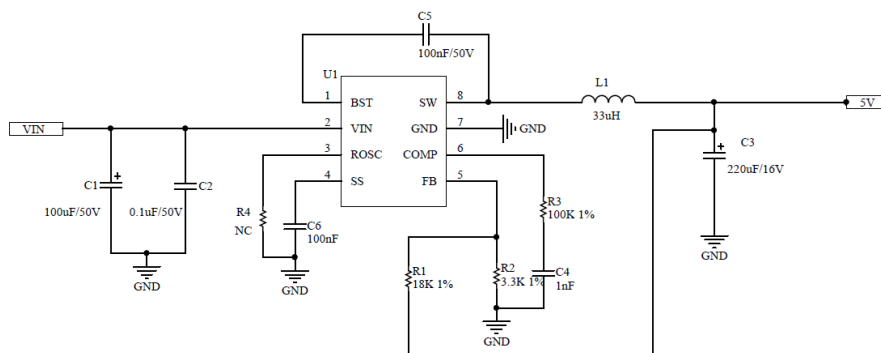 C5
100nF/50V
U1
1
BST
SW
8
L1
33uH
5V
VIN
2
VIN
GND
7
GND
3
ROSC
COMP
6
4
SS
FB
5
C1
100uF/50V
C2
0.1uF/50V
GND
R4
NC
C6
100nF
GND
R3
100K 1%
C3
220uF/16V
GND
R1
18K 1%
R2
3.3K 1%
C4
1nF
GND